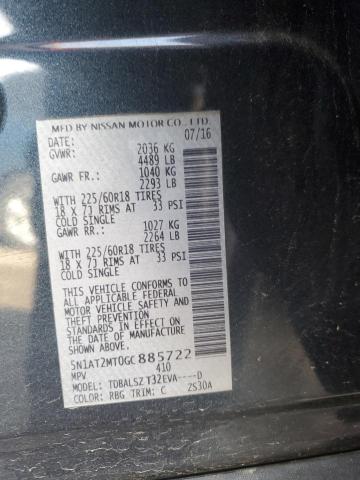 MFD BY NISSAN MOTOR CO., LTD.
DATE: 07/16
GVWR: 2036 KG
4489 LB
GAWR FR.: 1040 KG
2293 LB
WITH 225/60R18 TIRES
18 X 7J RIMS AT 33 PSI
COLD SINGLE
GAWR RR.: 1027 KG
2264 LB
WITH 225/60R18 TIRES
18 X 7J RIMS AT 33 PSI
COLD SINGLE
THIS VEHICLE CONFORMS TO
ALL APPLICABLE FEDERAL
MOTOR VEHICLE SAFETY AND
THEFT PREVENTION
STANDARDS IN EFFECT ON
THE DATE OF MANUFACTURE
SHOWN ABOVE.
5N1AT2MT0GC885722
MPV 410
MODEL: TDBALSZ T32EVA----D
COLOR: RBG TRIM: C ZS30A